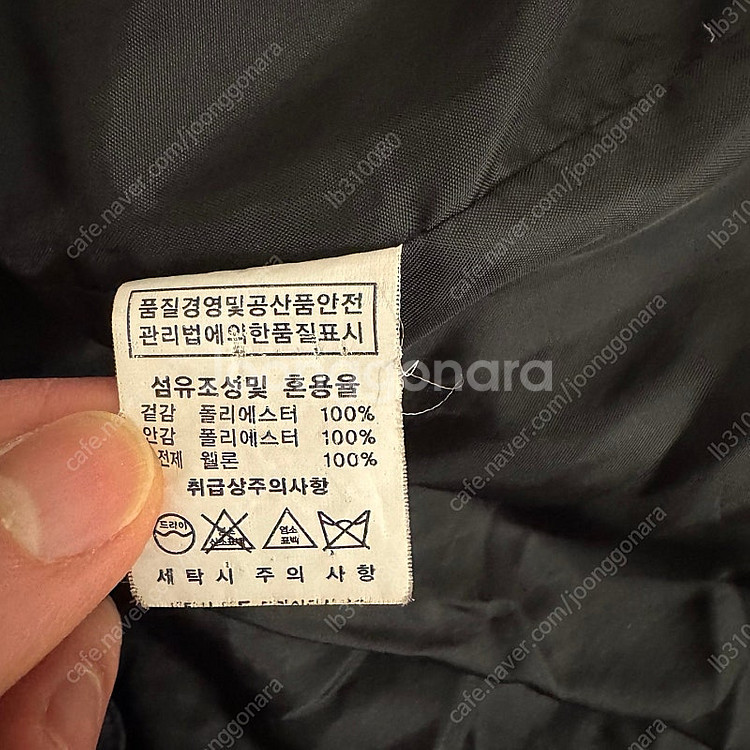 품질경영및공산품안전
관리법에의한품질표시
섬유조성및 혼용율
겉감 폴리에스터 100%
안감 폴리에스터 100%
전제 웰론 100%
취급상주의사항
드라이
염소
표백
세탁시 주의 사항
joonggonara
cafe.naver.com/joonggonara
lb310080